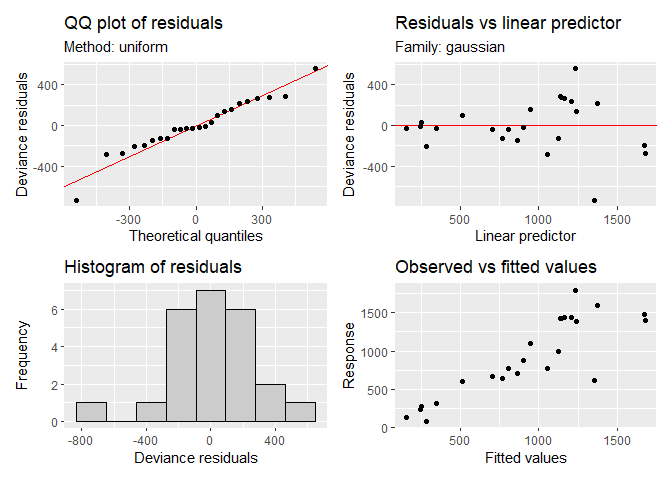 QQ plot of residuals
Method: uniform
Deviance residuals
400
0
-400
-300
0
300
Theoretical quantiles
Residuals vs linear predictor
Family: gaussian
Deviance residuals
400
0
-400
500
1000
1500
Linear predictor
Histogram of residuals
Frequency
6
4
2
0
-800
-400
0
400
Deviance residuals
Observed vs fitted values
Response
1500
1000
500
0
500
1000
1500
Fitted values